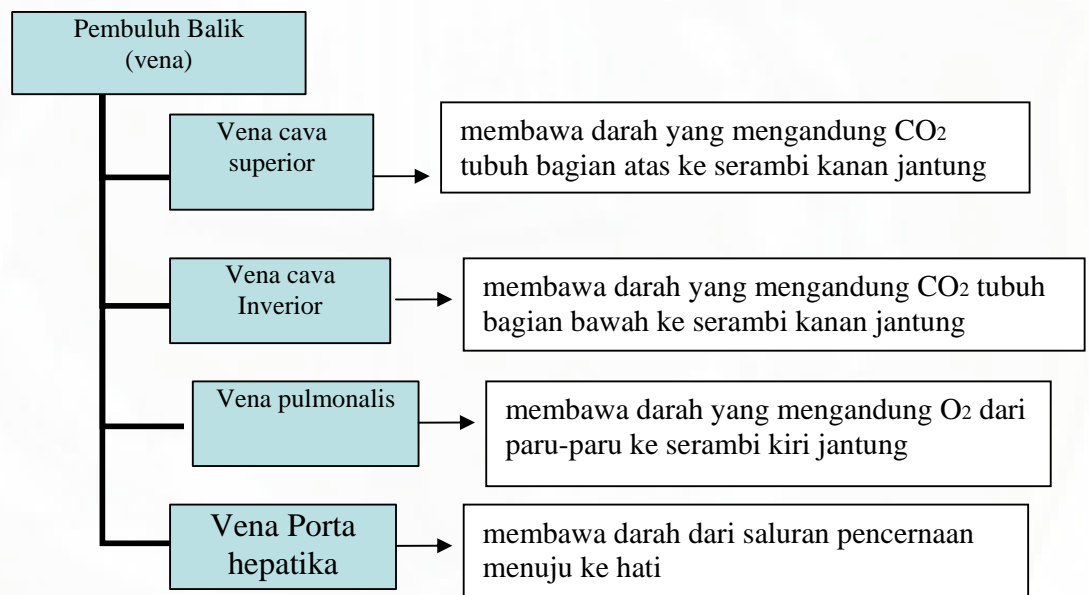 Pembuluh Balik
(vena)
Vena cava
superior
membawa darah yang mengandung CO₂
tubuh bagian atas ke serambi kanan jantung
Vena cava
Inverior
membawa darah yang mengandung CO₂ tubuh
bagian bawah ke serambi kanan jantung
Vena pulmonalis
membawa darah yang mengandung O₂ dari
paru-paru ke serambi kiri jantung
Vena Porta
hepatika
membawa darah dari saluran pencernaan
menuju ke hati